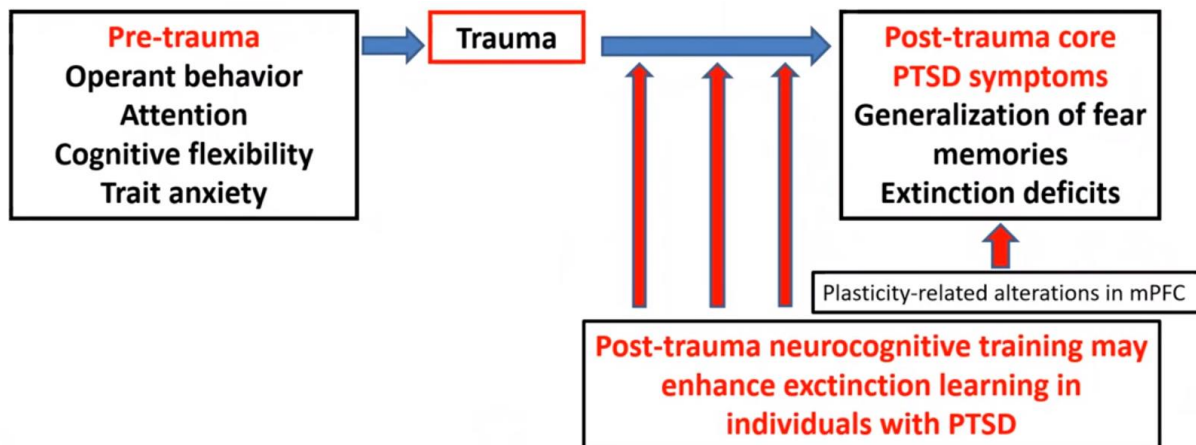 Pre-trauma
Operant behavior
Attention
Cognitive flexibility
Trait anxiety
Trauma
Post-trauma core
PTSD symptoms
Generalization of fear
memories
Extinction deficits
Plasticity-related alterations in mPFC
Post-trauma neurocognitive training may
enhance exctinction learning in
individuals with PTSD